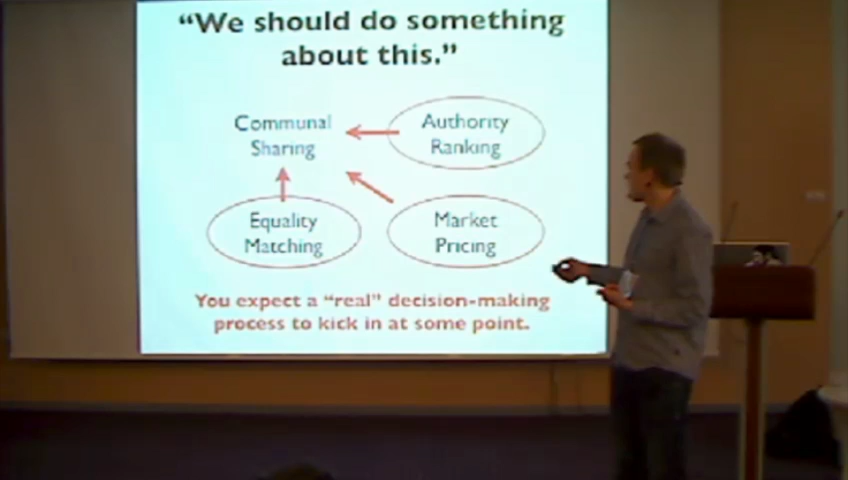 “We should do something
about this.”
Communal
Sharing
Authority
Ranking
Equality
Matching
Market
Pricing
You expect a “real” decision-making
process to kick in at some point.